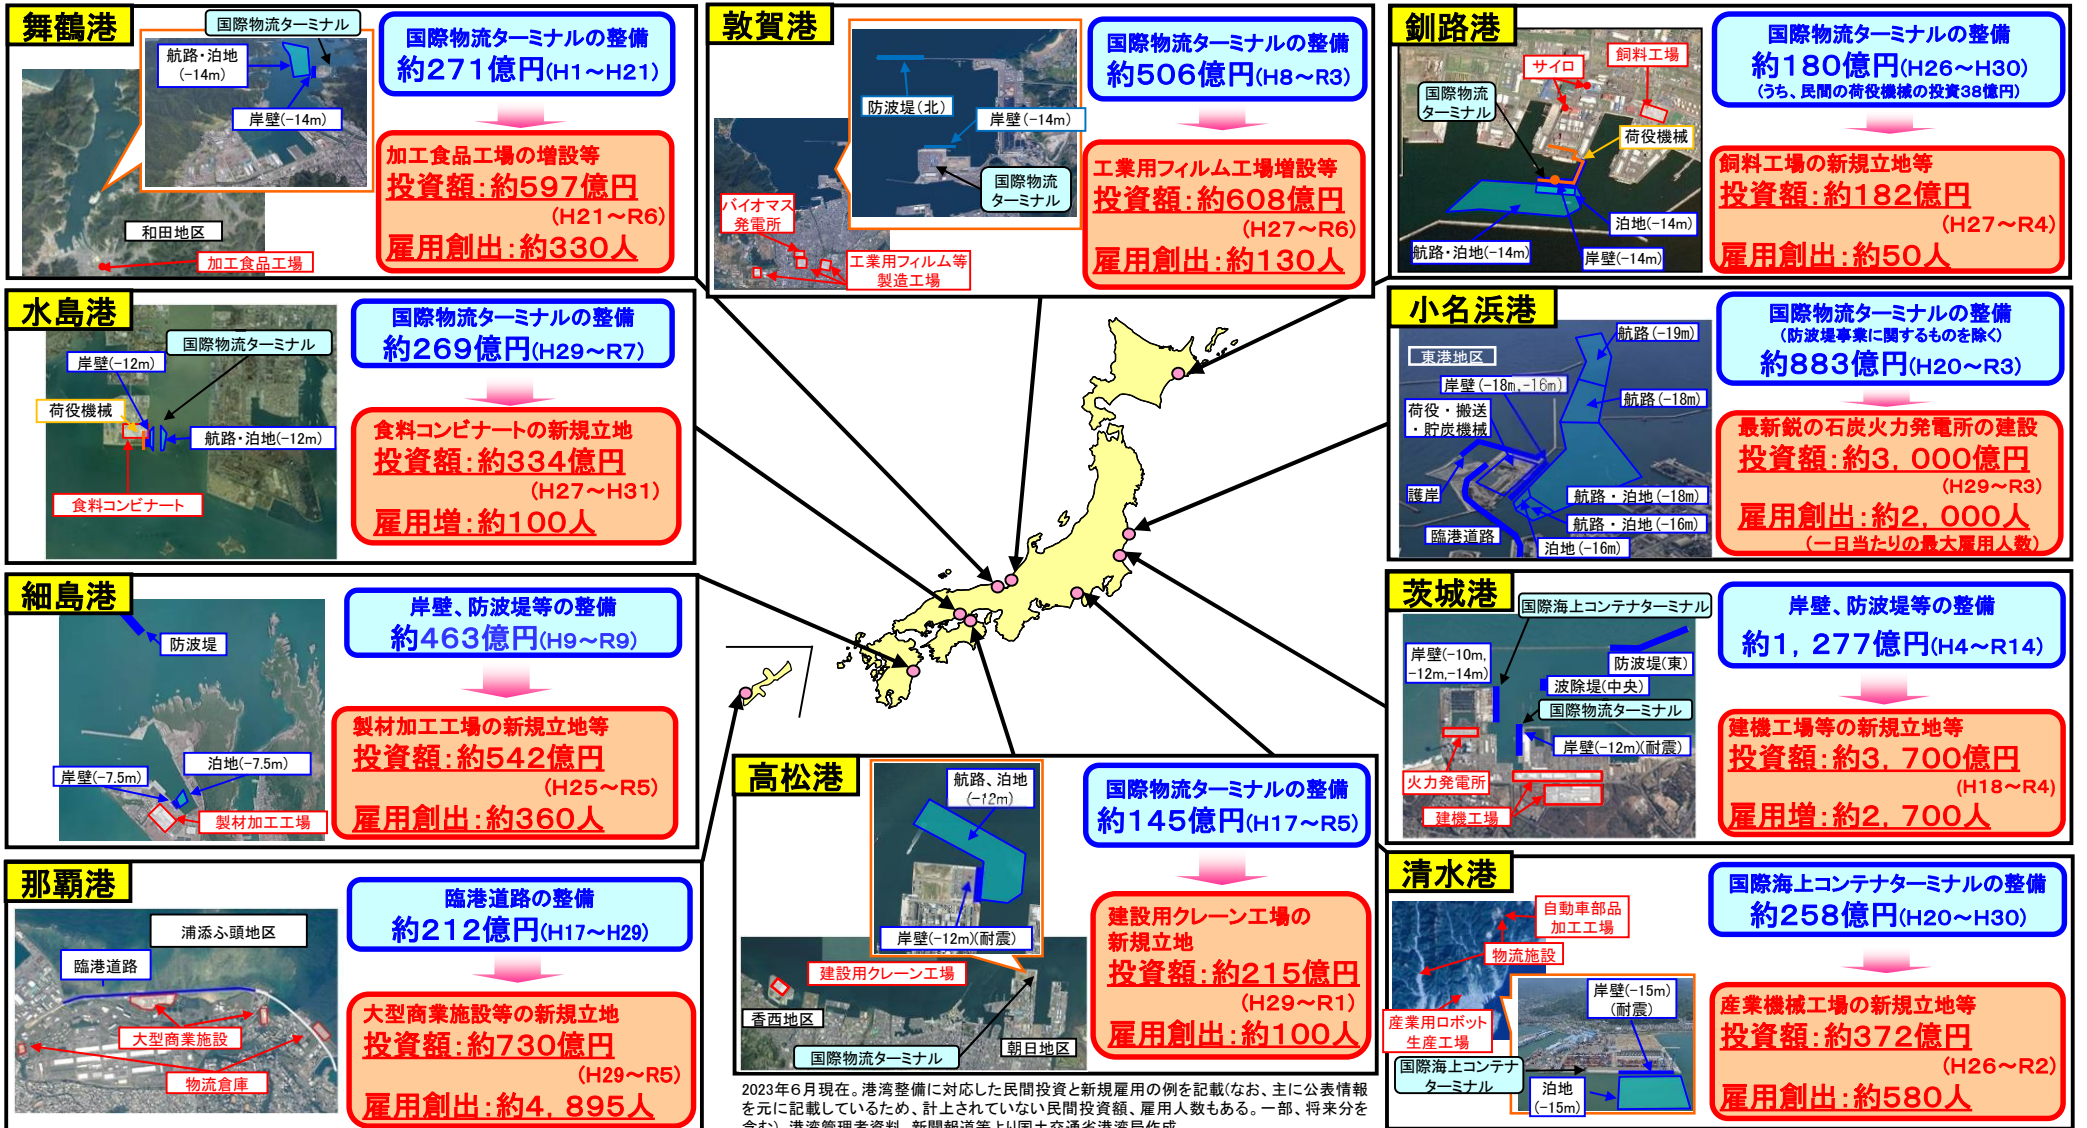 舞鶴港
国際物流ターミナル
航路・泊地
(-14m)
岸壁(-14m)
和田地区
加工食品工場
国際物流ターミナルの整備
約271億円(H1～H21)
加工食品工場の増設等
投資額：約597億円
(H21～R6)
雇用創出：約330人
敦賀港
防波堤(北)
岸壁(-14m)
国際物流
ターミナル
バイオマス
発電所
工業用フィルム等
製造工場
国際物流ターミナルの整備
約506億円(H8～R3)
工業用フィルム工場増設等
投資額：約608億円
(H27～R6)
雇用創出：約130人
釧路港
サイロ
飼料工場
国際物流
ターミナル
荷役機械
泊地(-14m)
航路・泊地(-14m)
岸壁(-14m)
国際物流ターミナルの整備
約180億円(H26～H30)
(うち、民間の荷役機械の投資38億円)
飼料工場の新規立地等
投資額：約182億円
(H27～R4)
雇用創出：約50人
水島港
国際物流ターミナル
岸壁(-12m)
荷役機械
航路・泊地(-12m)
食料コンビナート
国際物流ターミナルの整備
約269億円(H29～R7)
食料コンビナートの新規立地
投資額：約334億円
(H27～H31)
雇用増：約100人
小名浜港
東港地区
航路(-19m)
岸壁(-18m,-16m)
航路(-18m)
荷役・搬送
・貯炭機械
護岸
航路・泊地(-18m)
航路・泊地(-16m)
臨港道路
泊地(-16m)
国際物流ターミナルの整備
(防波堤事業に関するものを除く)
約883億円(H20～R3)
最新鋭の石炭火力発電所の建設
投資額：約3，000億円
(H29～R3)
雇用創出：約2，000人
(一日当たりの最大雇用人数)
細島港
防波堤
岸壁(-7.5m)
泊地(-7.5m)
製材加工工場
岸壁、防波堤等の整備
約463億円(H9～R9)
製材加工工場の新規立地等
投資額：約542億円
(H25～R5)
雇用創出：約360人
茨城港
国際海上コンテナターミナル
岸壁(-10m,
-12m,-14m)
防波堤(東)
波除堤(中央)
国際物流ターミナル
岸壁(-12m)(耐震)
火力発電所
建機工場
岸壁、防波堤等の整備
約1，277億円(H4～R14)
建機工場等の新規立地等
投資額：約3，700億円
(H18～R4)
雇用増：約2，700人
那覇港
浦添ふ頭地区
臨港道路
大型商業施設
物流倉庫
臨港道路の整備
約212億円(H17～H29)
大型商業施設等の新規立地
投資額：約730億円
(H29～R5)
雇用創出：約4，895人
高松港
航路、泊地
(-12m)
岸壁(-12m)(耐震)
建設用クレーン工場
香西地区
国際物流ターミナル
朝日地区
国際物流ターミナルの整備
約145億円(H17～R5)
建設用クレーン工場の
新規立地
投資額：約215億円
(H29～R1)
雇用創出：約100人
清水港
自動車部品
加工工場
物流施設
岸壁(-15m)
(耐震)
産業用ロボット
生産工場
国際海上コンテナ
ターミナル
泊地
(-15m)
国際海上コンテナターミナルの整備
約258億円(H20～H30)
産業機械工場の新規立地等
投資額：約372億円
(H26～R2)
雇用創出：約580人
2023年6月現在。港湾整備に対応した民間投資と新規雇用の例を記載(なお、主に公表情報
を元に記載しているため、計上されていない民間投資額、雇用人数もある。一部、将来分を
含む)。港湾管理者資料、新聞報道等より国土交通省港湾局作成